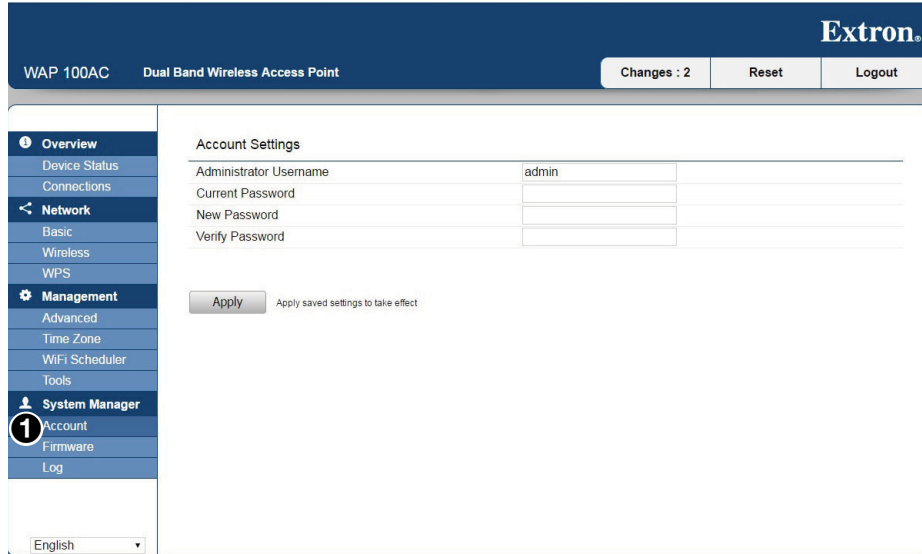 Extron®
WAP 100AC Dual Band Wireless Access Point Changes : 2 Reset Logout
Overview
Device Status
Connections
Network
Basic
Wireless
WPS
Management
Advanced
Time Zone
WiFi Scheduler
Tools
System Manager
1 Account
Firmware
Log
English
Account Settings
Administrator Username admin
Current Password
New Password
Verify Password
Apply Apply saved settings to take effect